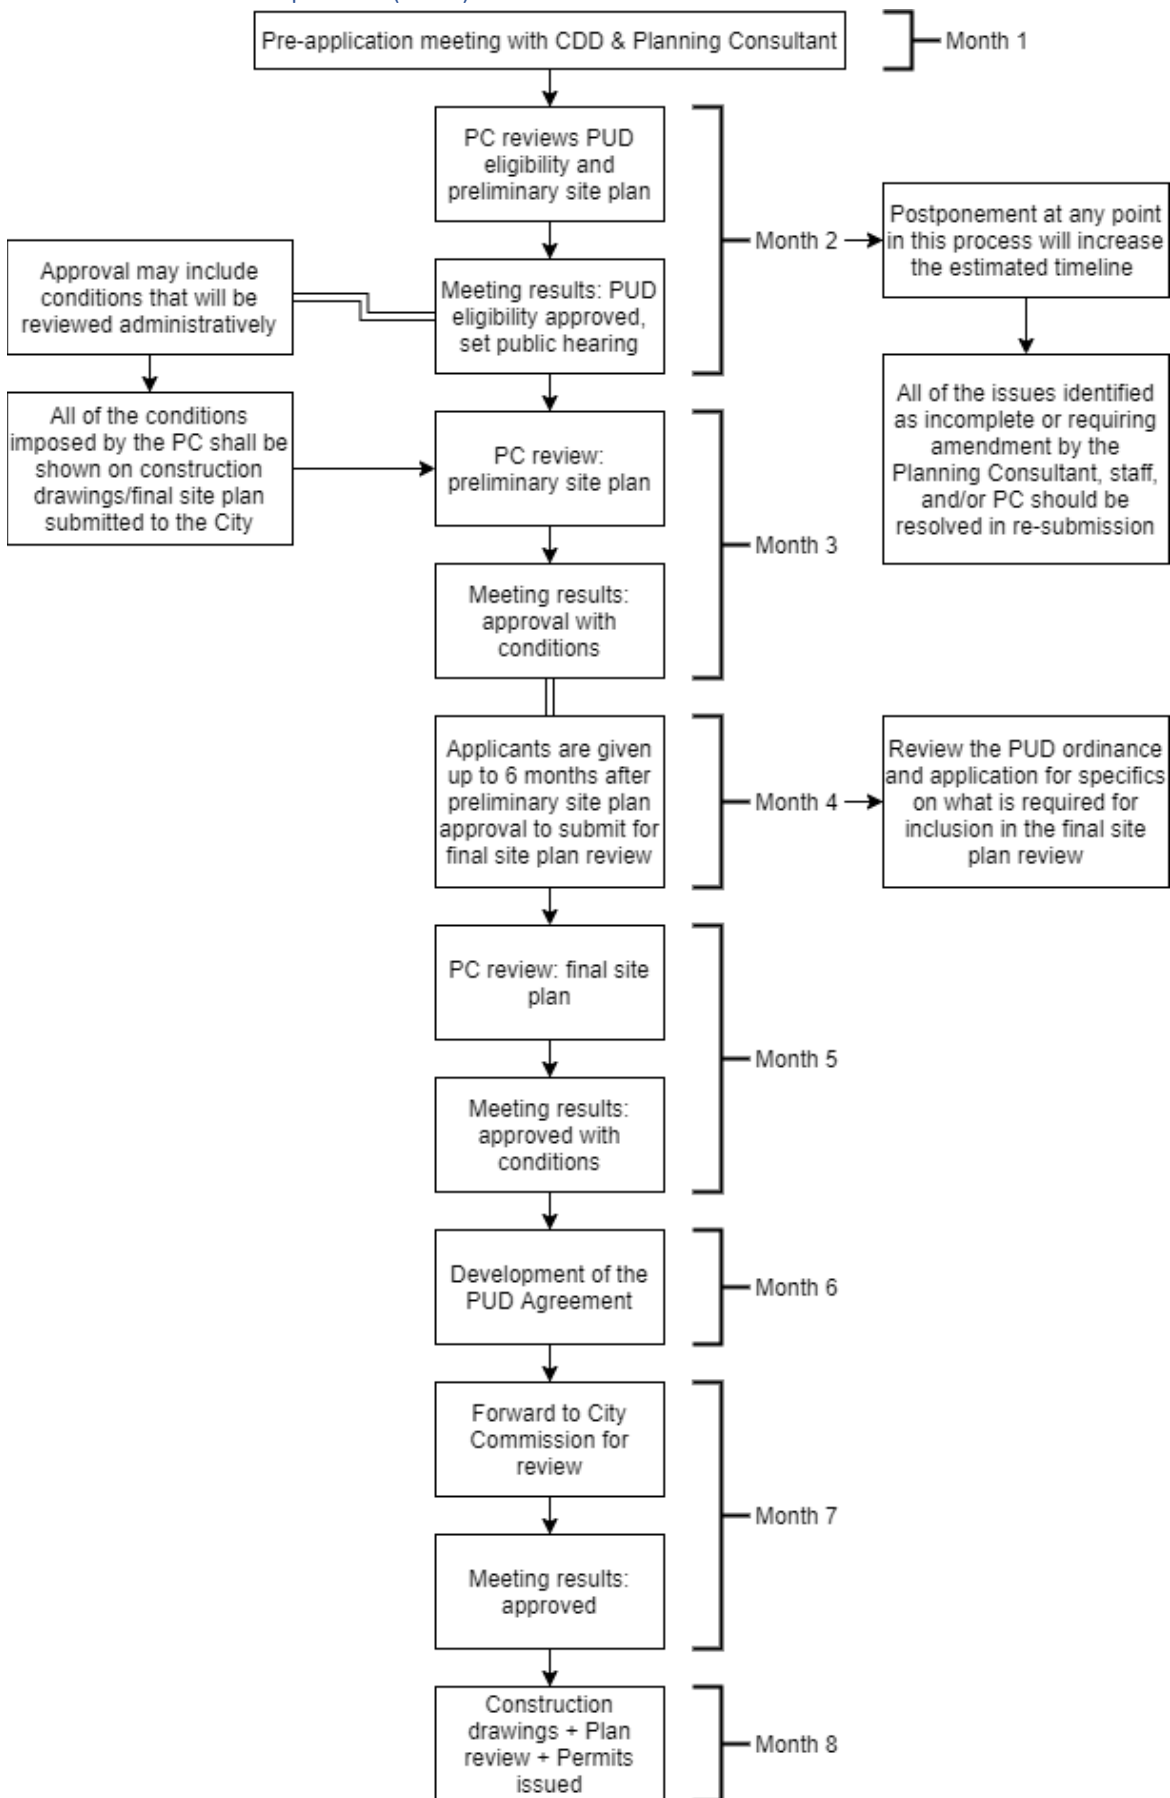 Pre-application meeting with CDD & Planning Consultant
Month 1
PC reviews PUD
eligibility and
preliminary site plan
Month 2
Postponement at any point
in this process will increase
the estimated timeline
Approval may include
conditions that will be
reviewed administratively
Meeting results: PUD
eligibility approved,
set public hearing
All of the issues identified
as incomplete or requiring
amendment by the
Planning Consultant, staff,
and/or PC should be
resolved in re-submission
All of the conditions
imposed by the PC shall be
shown on construction
drawings/final site plan
submitted to the City
PC review:
preliminary site plan
Month 3
Meeting results:
approval with
conditions
Applicants are given
up to 6 months after
preliminary site plan
approval to submit for
final site plan review
Month 4
Review the PUD ordinance
and application for specifics
on what is required for
inclusion in the final site
plan review
PC review: final site
plan
Month 5
Meeting results:
approved with
conditions
Development of the
PUD Agreement
Month 6
Forward to City
Commission for
review
Month 7
Meeting results:
approved
Construction
drawings + Plan
review + Permits
issued
Month 8